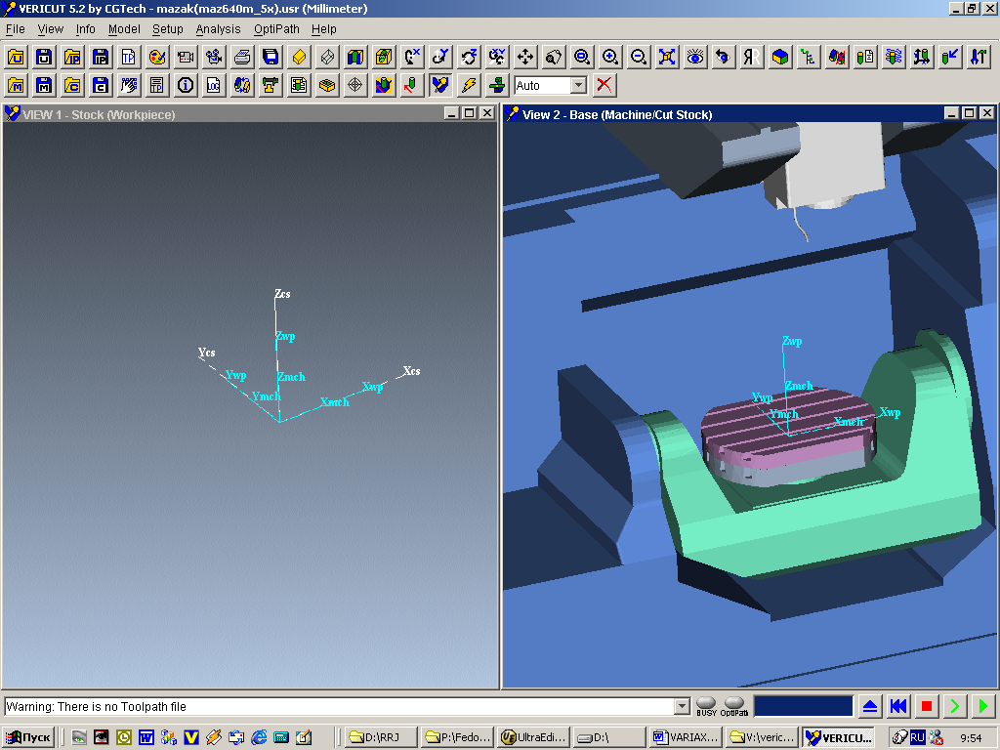 VERICUT 5.2 by CGTech - mazak(maz640m_5x).usr (Millimeter)
File View Info Model Setup Analysis OptiPath Help
Auto
VIEW 1 - Stock (Workpiece)
View 2 - Base (Machine/Cut Stock)
Zcs
Zwp
Ycs
Ywp
Zmch
Xcs
Ymch
Xwp
Xmch
Zwp
Zmch
Ywp
Ymch
Xmch
Xwp
Warning: There is no Toolpath file
BUSY OptiPath
Пуск
D:\RRJ
P:\Fedo...
UltraEdi...
D:\
VARIAX...
V:\veric...
VERICU...
RU
9:54